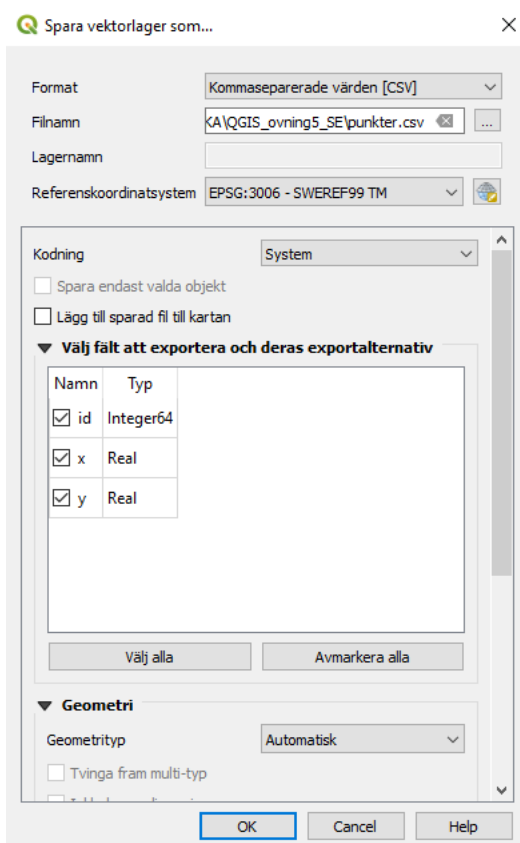 Spara vektorlager som...
Format Kommaseparerade värden [CSV]
Filnamn KA\QGIS_ovning5_SE\punkter.csv ...
Lagernamn
Referenskoordinatsystem EPSG:3006 - SWEREF99 TM
Kodning System
Spara endast valda objekt
Lägg till sparad fil till kartan
Välj fält att exportera och deras exportalternativ
Namn Typ
id Integer64
x Real
y Real
Välj alla Avmarkera alla
Geometri
Geometrityp Automatisk
Tvinga fram multi-typ
OK Cancel Help